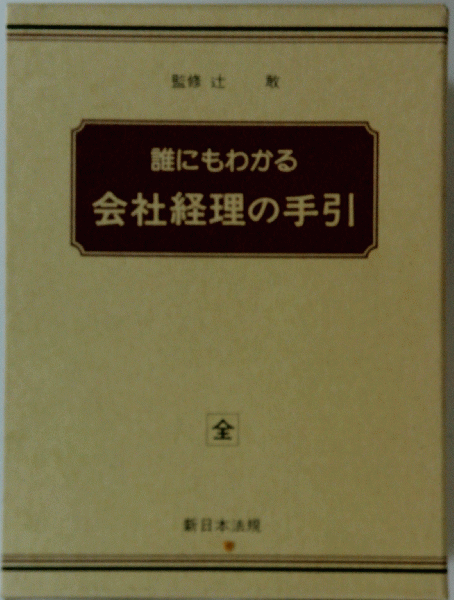 監修 辻 敢
誰にもわかる
会社経理の手引
全
新日本法規